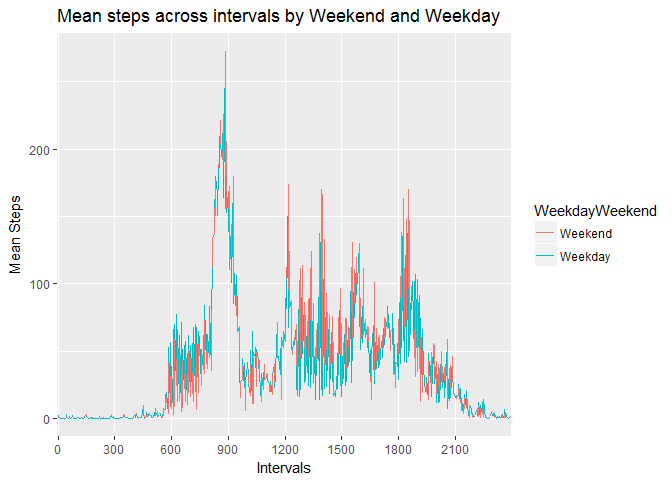 Mean steps across intervals by Weekend and Weekday
200
100
0
Mean Steps
0 300 600 900 1200 1500 1800 2100
Intervals
WeekdayWeekend
Weekend
Weekday